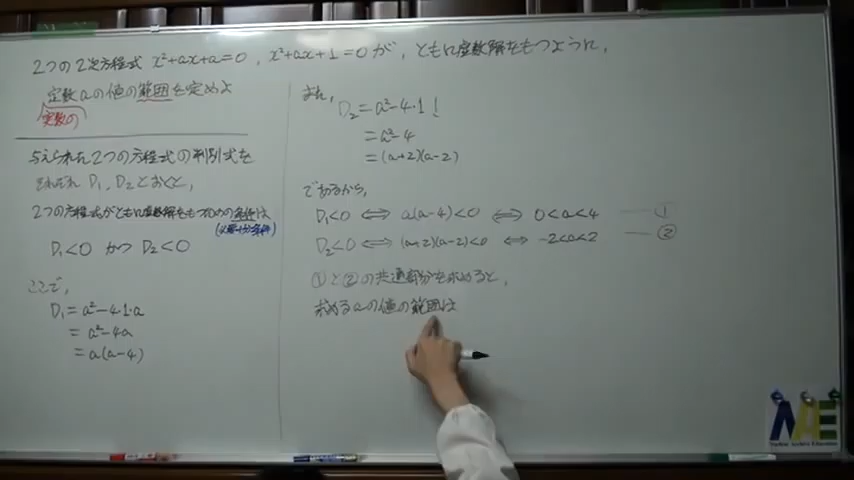 2つの2次方程式 x²+ax+a=0, x²+ax+1=0が, ともに虚数解をもつように,
定数aの値の範囲を定めよ
実数の
与えられた2つの方程式の判別式を
それぞれ D₁, D₂とおくと,
2つの方程式がともに虚数解をもつための条件は
(必要十分条件)
D₁<0 かつ D₂<0
ここで,
D₁=a²-4・1・a
=a²-4a
=a(a-4)
また,
D₂=a²-4・1・1
=a²-4
=(a+2)(a-2)
であるから,
D₁<0 ⇔ a(a-4)<0 ⇔ 0<a<4 ―①
D₂<0 ⇔ (a+2)(a-2)<0 ⇔ -2<a<2 ―②
①と②の共通部分を求めると,
求めるaの値の範囲は